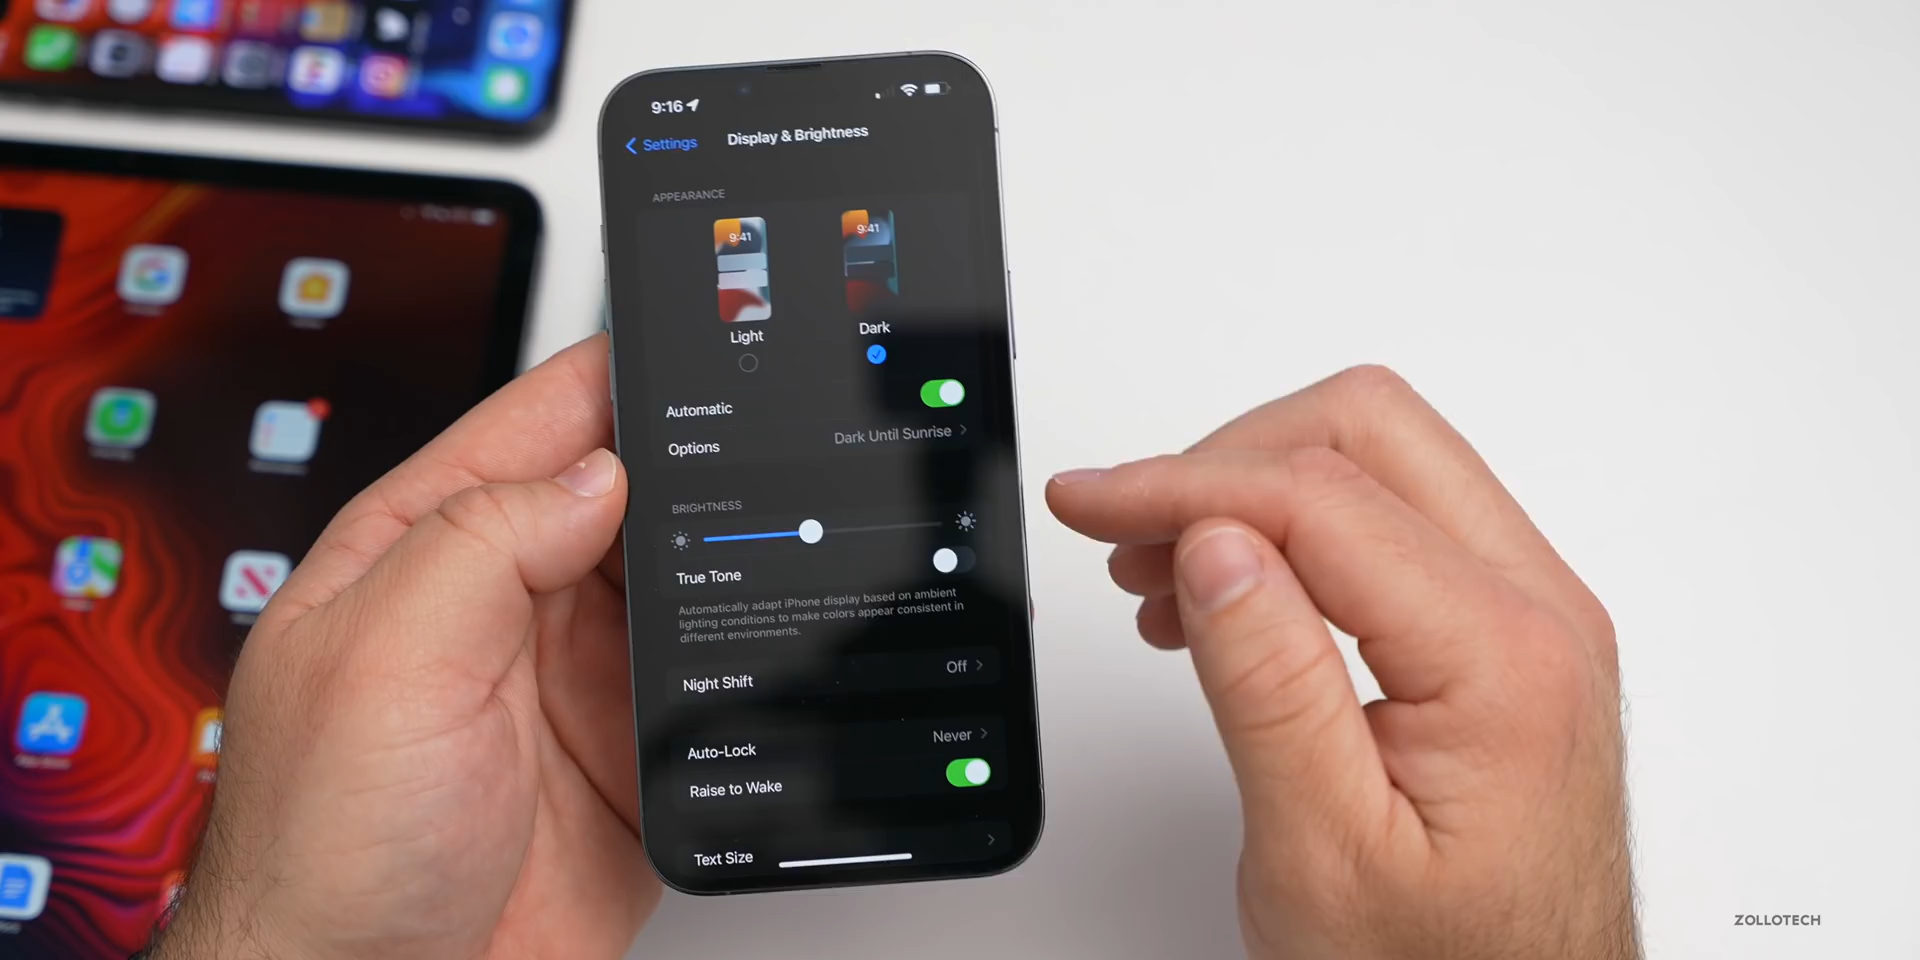 9:16
Settings
Display & Brightness
APPEARANCE
9:41
9:41
Light
Dark
Automatic
Options
Dark Until Sunrise
BRIGHTNESS
True Tone
Automatically adapt iPhone display based on ambient
lighting conditions to make colors appear consistent in
different environments.
Night Shift
Off
Auto-Lock
Never
Raise to Wake
Text Size
ZOLLOTECH